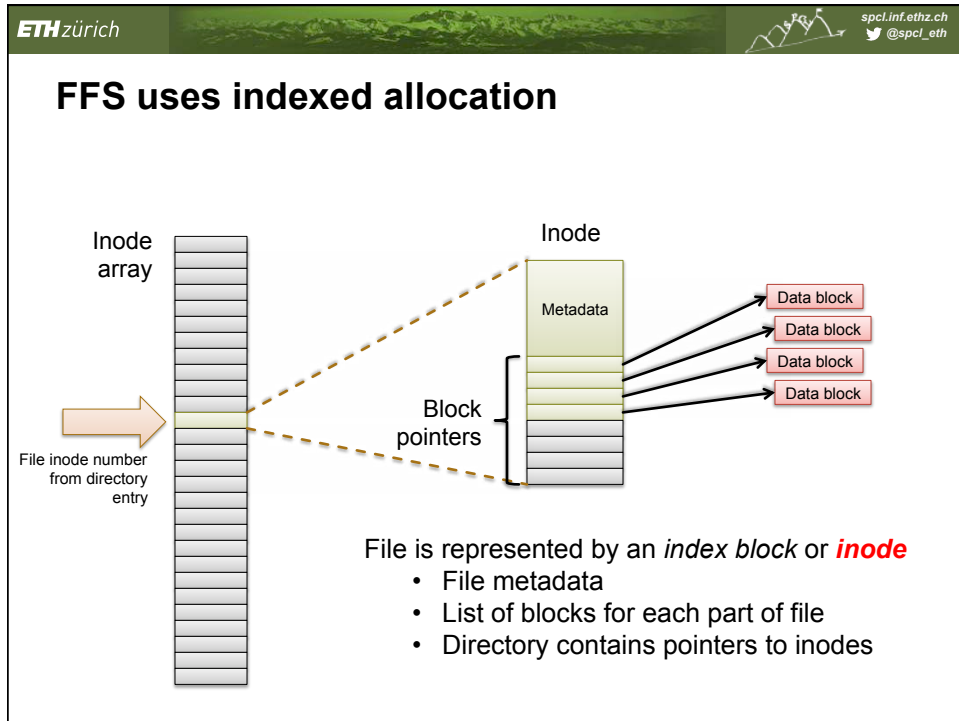 ETH zürich
spcl.inf.ethz.ch
@spcl_eth
FFS uses indexed allocation
Inode
array
File inode number
from directory
entry
Inode
Metadata
Block
pointers
Data block
Data block
Data block
Data block
File is represented by an index block or inode
• File metadata
• List of blocks for each part of file
• Directory contains pointers to inodes